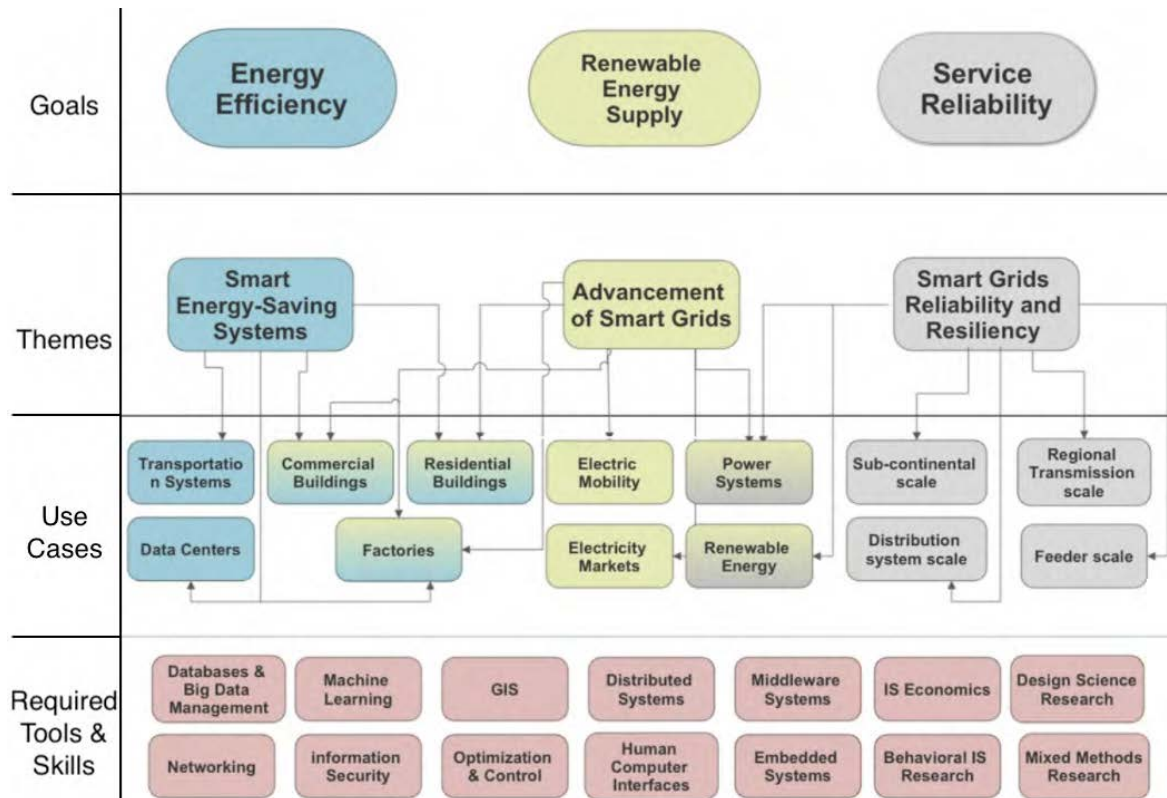 Goals
Energy
Efficiency
Renewable
Energy
Supply
Service
Reliability
Themes
Smart
Energy-Saving
Systems
Advancement
of Smart Grids
Smart Grids
Reliability and
Resiliency
Use
Cases
Transportatio
n Systems
Commercial
Buildings
Residential
Buildings
Electric
Mobility
Power
Systems
Sub-continental
scale
Regional
Transmission
scale
Data Centers
Factories
Electricity
Markets
Renewable
Energy
Distribution
system scale
Feeder scale
Required
Tools &
Skills
Databases &
Big Data
Management
Machine
Learning
GIS
Distributed
Systems
Middleware
Systems
IS Economics
Design Science
Research
Networking
information
Security
Optimization
& Control
Human
Computer
Interfaces
Embedded
Systems
Behavioral IS
Research
Mixed Methods
Research